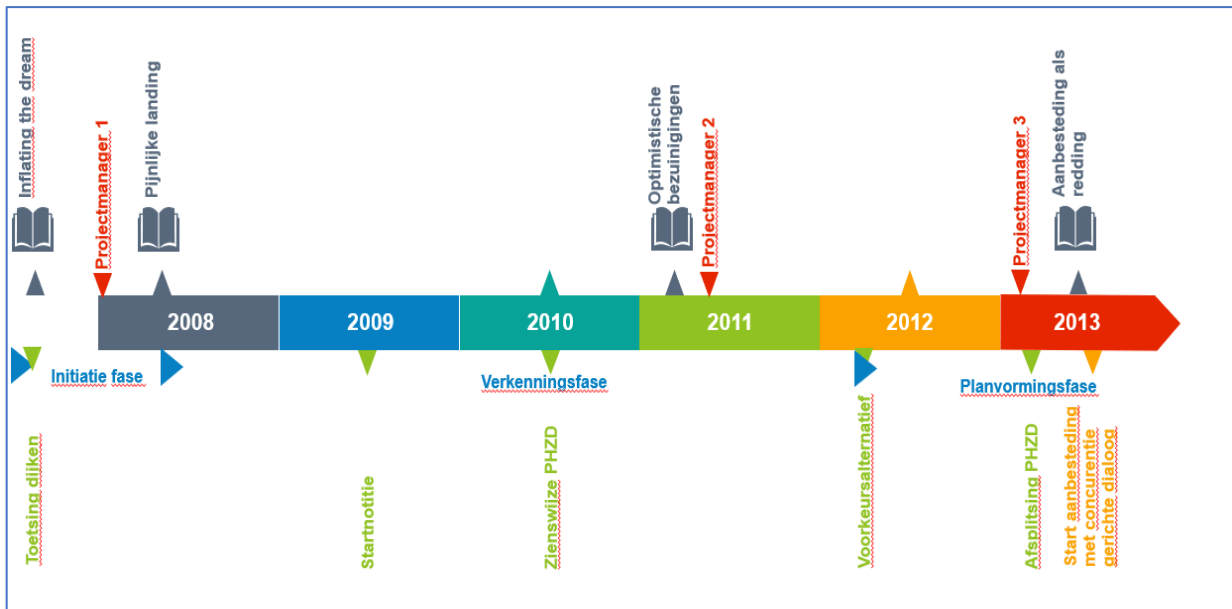 Inflating the dream
Projectmanager 1
Pijnlijke landing
Optimistische
bezuinigingen
Projectmanager 2
Projectmanager 3
Aanbesteding als
redding
2008
2009
2010
2011
2012
2013
Initiatie fase
Verkenningsfase
Planvormingsfase
Toetsing dijken
Startnotitie
Zienswijze PHZD
Voorkeursalternatief
Afsplitsing PHZD
Start aanbesteding
met concurentie
gerichte dialoog